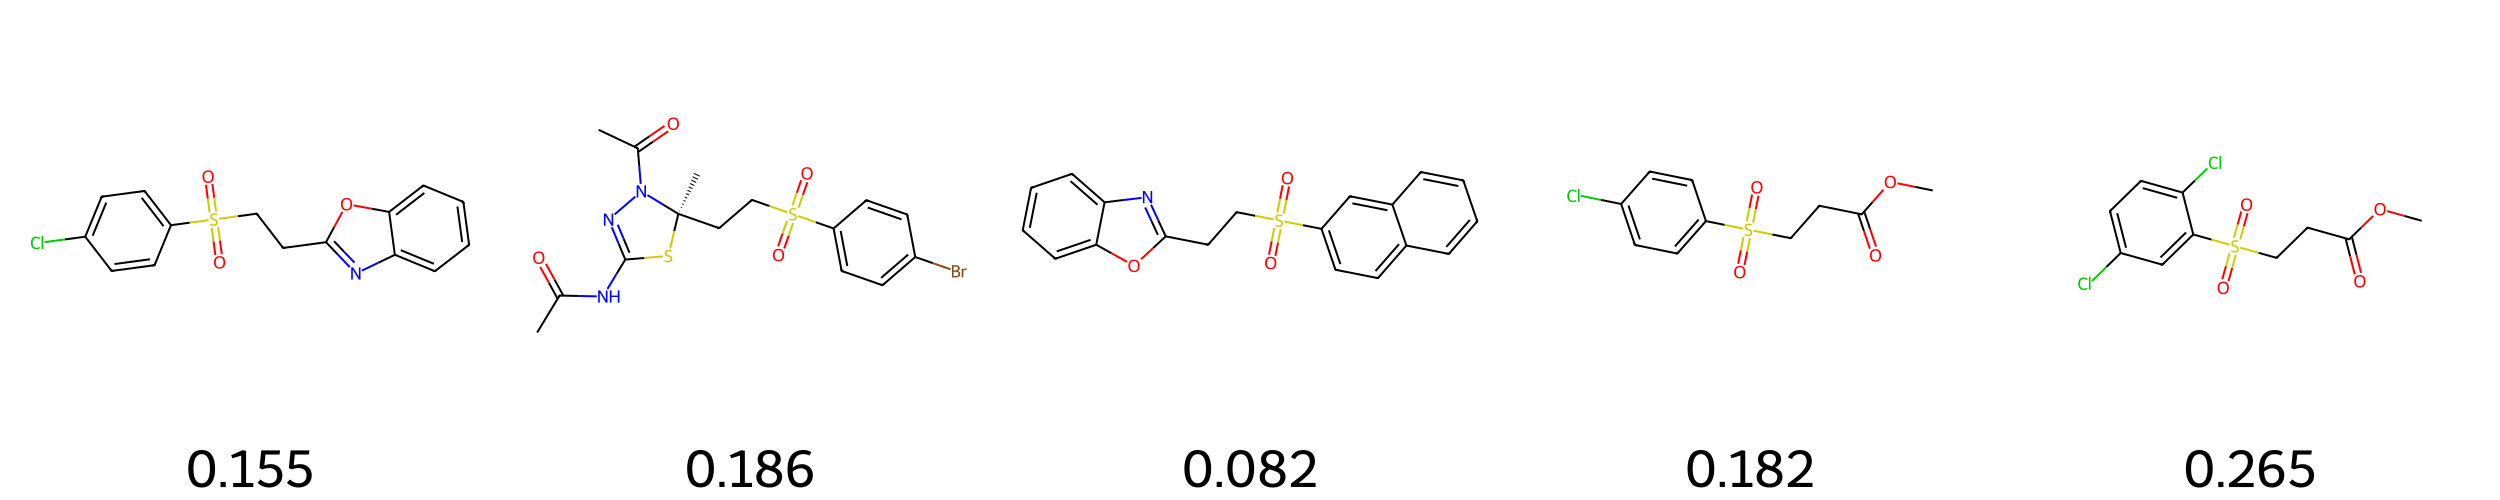 Cl O S O O N
O N N S NH O S O O Br
N O O S O
Cl O S O O O
Cl Cl O S O O O
0.155 0.186 0.082 0.182 0.265